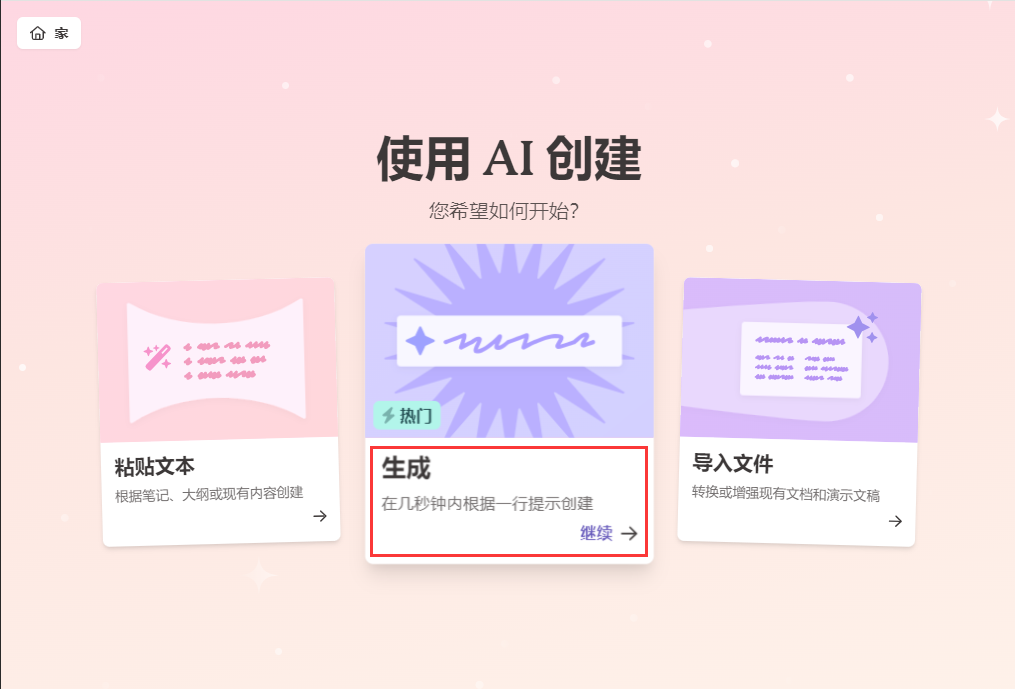 家
使用 AI 创建
您希望如何开始?
热门
粘贴文本
根据笔记、大纲或现有内容创建
生成
在几秒钟内根据一行提示创建
继续
导入文件
转换或增强现有文档和演示文稿